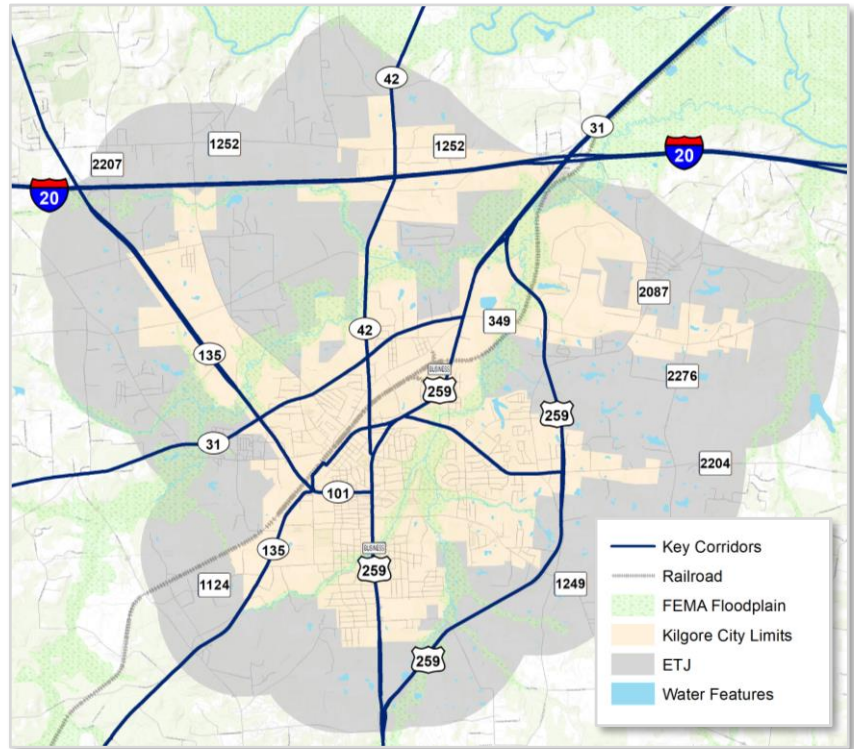 42
31
1252
1252
2207
20
20
2087
349
42
135
BUSINESS
259
2276
259
31
2204
101
135
BUSINESS
259
1124
1249
259
Key Corridors
Railroad
FEMA Floodplain
Kilgore City Limits
ETJ
Water Features